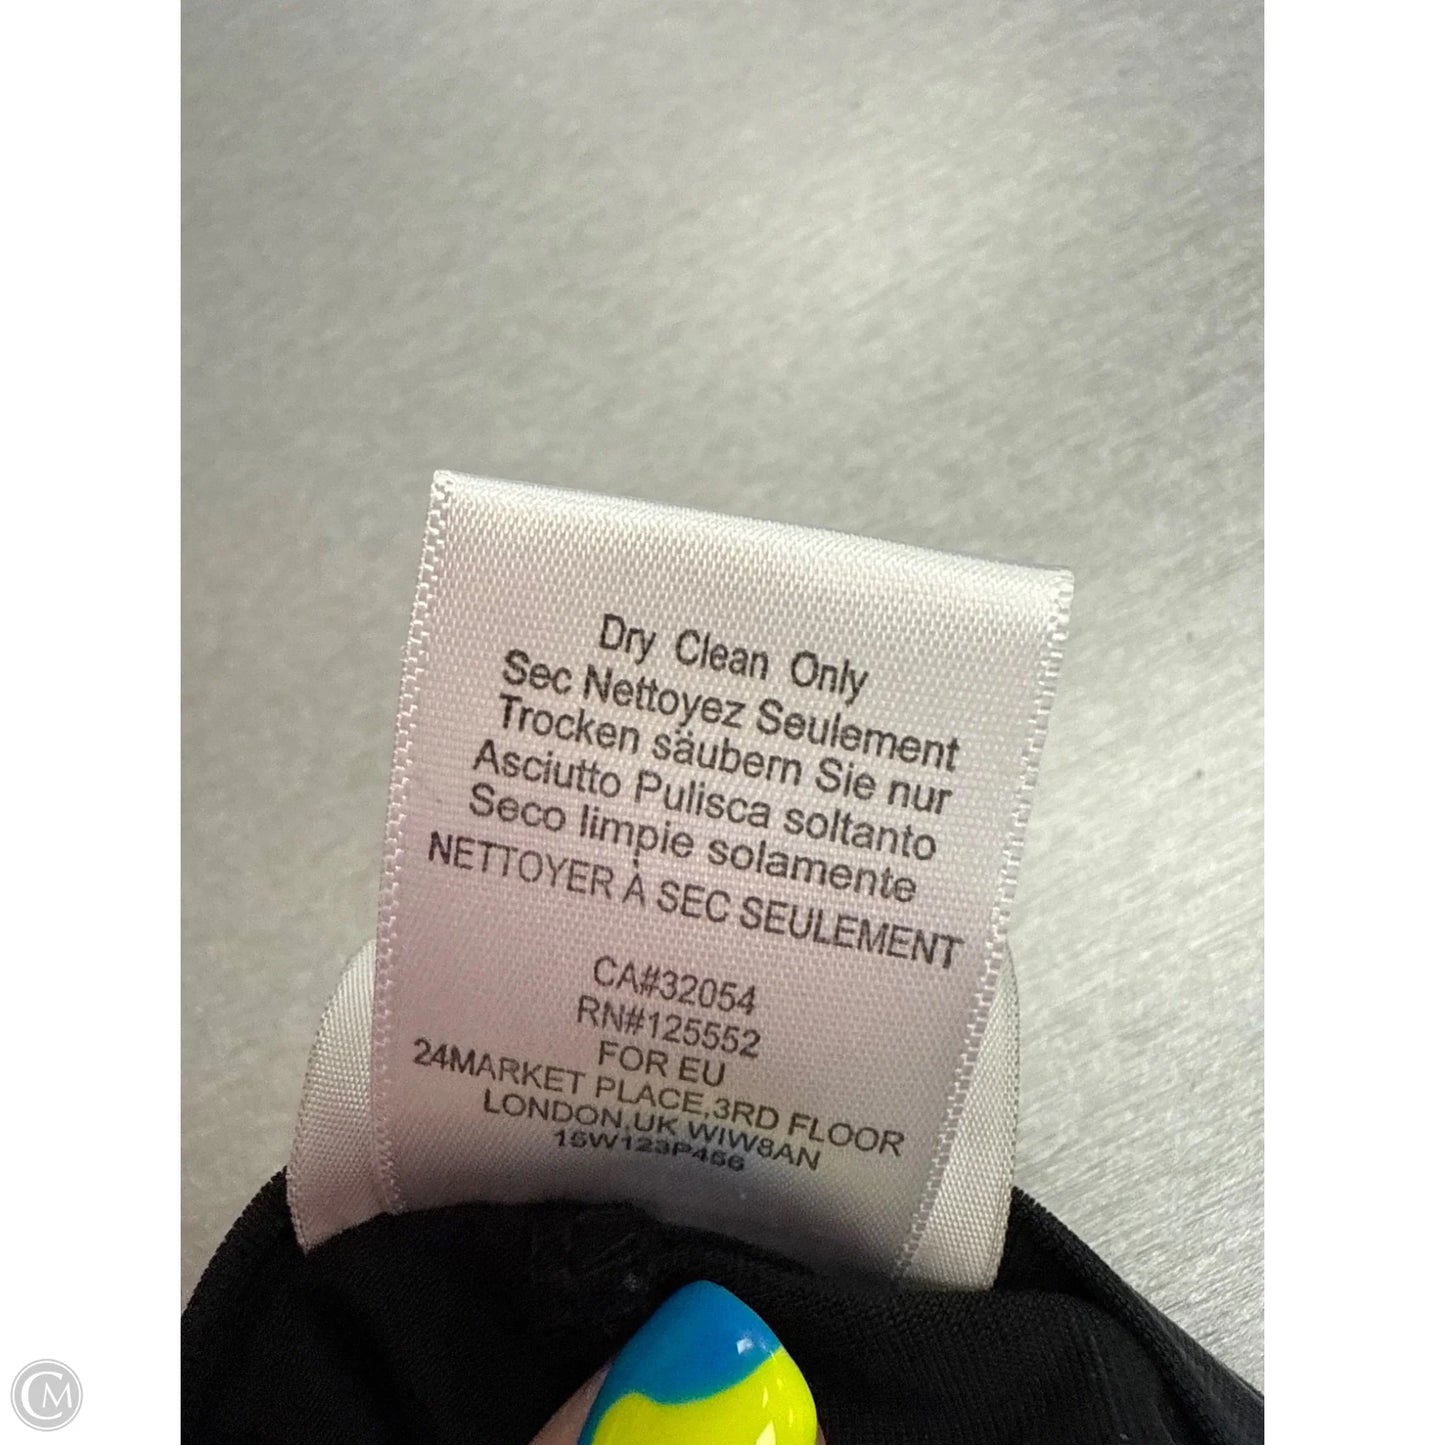 Dry Clean Only
Sec Nettoyez Seulement
Trocken säubern Sie nur
Asciutto Pulisca soltanto
Seco limpie solamente
NETTOYER À SEC SEULEMENT
CA#32054
RN#125552
FOR EU
24MARKET PLACE,3RD FLOOR
LONDON,UK WIW8AN
15W123P456
CM